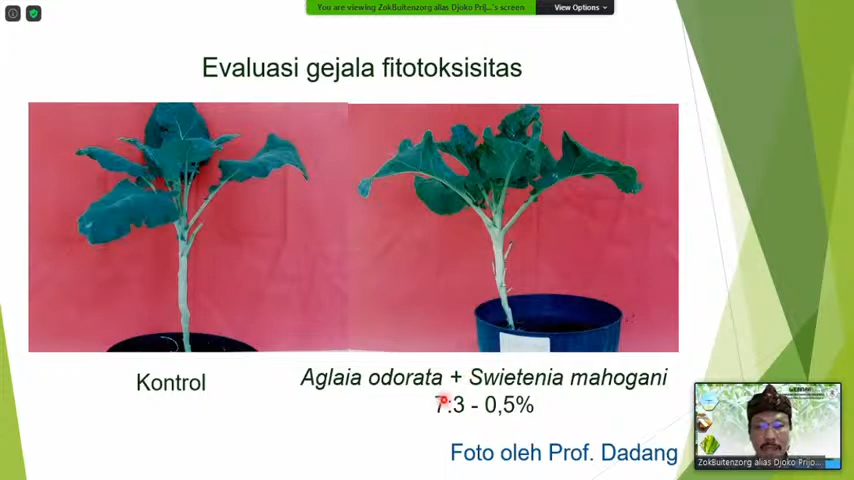 You are viewing ZokBuitenzorg alias Djoko Prij...'s screen
View Options
Evaluasi gejala fitotoksisitas
Kontrol
Aglaia odorata + Swietenia mahogani
7:3 - 0,5%
Foto oleh Prof. Dadang
ZokBuitenzorg alias Djoko Prijo...